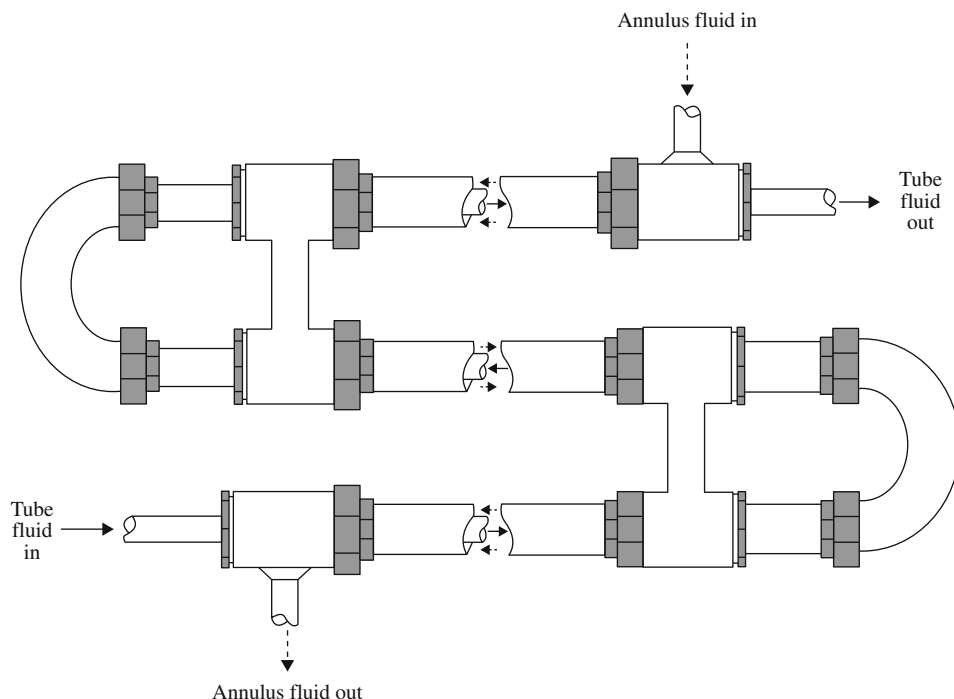 Annulus fluid in
Tube
fluid
out
Tube
fluid
in
Annulus fluid out